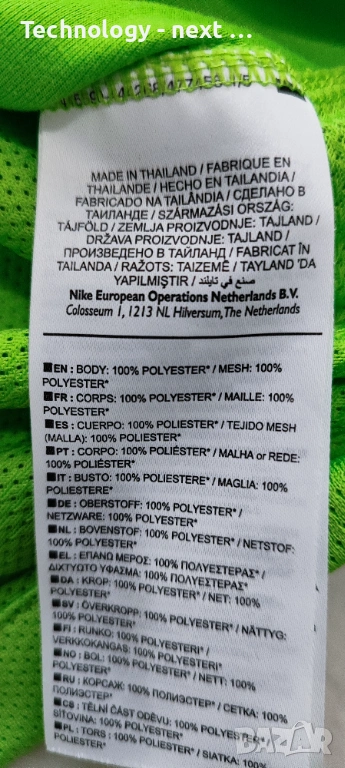 Technology - next ...
MADE IN THAILAND / FABRIQUE EN
THAILANDE / HECHO EN TAILANDIA /
FABRICADO NA TAILÂNDIA / СДЕЛАНО В
ТАИЛАНДЕ / SZÁRMAZÁSI ORSZÁG:
TÁJFÖLD / ZEMLJA PROIZVODNJE: TAJLAND /
DRŽAVA PROIZVODNJE: TAJLAND /
ПРОИЗВЕДЕНО В ТАЙЛАНД / FABRICAT ÎN
TAILANDA / RAŽOTS: TAIZEMĒ / TAYLAND 'DA
YAPILMIŞTIR / صنع في تايلند
Nike European Operations Netherlands B.V.
Colosseum 1, 1213 NL Hilversum, The Netherlands
EN : BODY: 100% POLYESTER* / MESH: 100%
POLYESTER*
FR : CORPS: 100% POLYESTER* / MAILLE: 100%
POLYESTER*
ES : CUERPO: 100% POLIESTER* / TEJIDO MESH
(MALLA): 100% POLIESTER*
PT : CORPO: 100% POLIÉSTER* / MALHA or REDE:
100% POLIÉSTER*
IT : BUSTO: 100% POLIESTERE* / MAGLIA: 100%
POLIESTERE*
DE : OBERSTOFF: 100% POLYESTER* /
NETZWARE: 100% POLYESTER*
NL : BOVENSTOF: 100% POLYESTER* / NETSTOF:
100% POLYESTER*
EL : ΕΠΑΝΩ ΜΕΡΟΣ: 100% ΠΟΛΥΕΣΤΕΡΑΣ* /
ΔΙΧΤΥΩΤΟ ΥΦΑΣΜΑ: 100% ΠΟΛΥΕΣΤΕΡΑΣ*
DA : KROP: 100% POLYESTER* / NET: 100%
POLYESTER*
SV : ÖVERKROPP: 100% POLYESTER* / NÄTTYG:
100% POLYESTER*
FI : RUNKO: 100% POLYESTERI* /
VERKKOKANGAS: 100% POLYESTERI*
NO : BOL: 100% POLYESTER* / NETT: 100%
POLYESTER*
RU : КОРСАЖ: 100% ПОЛИЭСТЕР* / СЕТКА: 100%
ПОЛИЭСТЕР*
CS : TĚLNÍ ČÁST ODĚVU: 100% POLYESTER* /
SÍŤOVINA: 100% POLYESTER*
PL : TORS: 100% POLIESTER* / SIATKA: 100%
POLIESTER*
BAZAR